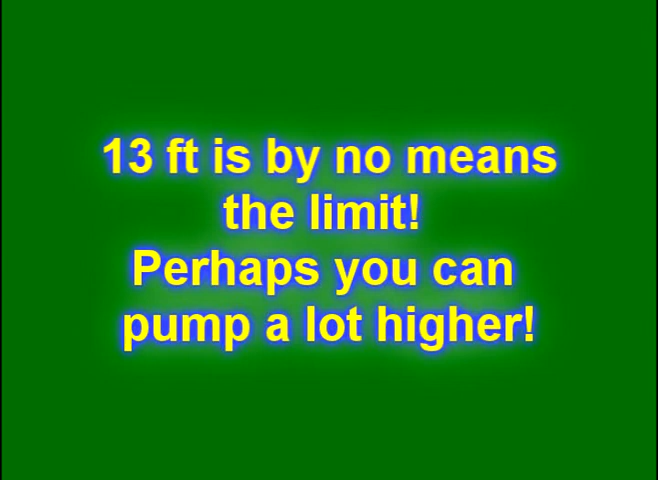 13 ft is by no means
the limit!
Perhaps you can
pump a lot higher!